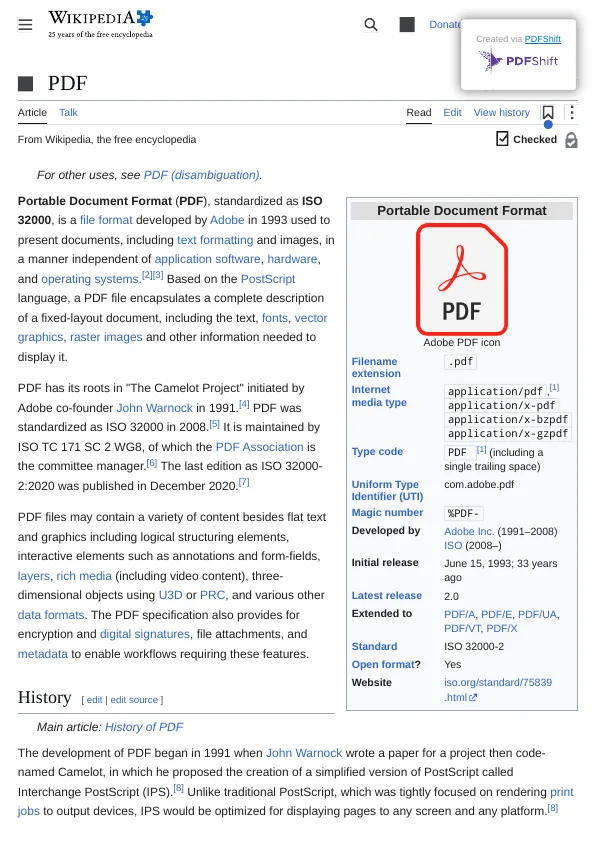 WIKIPEDIA
25 years of the free encyclopedia
Donate
Created via PDFShift
PDFShift
PDF
Article Talk Read Edit View history
From Wikipedia, the free encyclopedia
Checked
For other uses, see PDF (disambiguation).
Portable Document Format (PDF), standardized as ISO
32000, is a file format developed by Adobe in 1993 used to
present documents, including text formatting and images, in
a manner independent of application software, hardware,
and operating systems.[2][3] Based on the PostScript
language, a PDF file encapsulates a complete description
of a fixed-layout document, including the text, fonts, vector
graphics, raster images and other information needed to
display it.
PDF has its roots in "The Camelot Project" initiated by
Adobe co-founder John Warnock in 1991.[4] PDF was
standardized as ISO 32000 in 2008.[5] It is maintained by
ISO TC 171 SC 2 WG8, of which the PDF Association is
the committee manager.[6] The last edition as ISO 32000-
2:2020 was published in December 2020.[7]
PDF files may contain a variety of content besides flat text
and graphics including logical structuring elements,
interactive elements such as annotations and form-fields,
layers, rich media (including video content), three-
dimensional objects using U3D or PRC, and various other
data formats. The PDF specification also provides for
encryption and digital signatures, file attachments, and
metadata to enable workflows requiring these features.
Portable Document Format
PDF
Adobe PDF icon
Filename
extension
.pdf
Internet
media type
application/pdf ,[1]
application/x-pdf
application/x-bzpdf
application/x-gzpdf
Type code
PDF [1] (including a
single trailing space)
Uniform Type
Identifier (UTI)
com.adobe.pdf
Magic number
%PDF-
Developed by
Adobe Inc. (1991–2008)
ISO (2008–)
Initial release
June 15, 1993; 33 years
ago
Latest release
2.0
Extended to
PDF/A, PDF/E, PDF/UA,
PDF/VT, PDF/X
Standard
ISO 32000-2
Open format?
Yes
Website
iso.org/standard/75839
.html
History [ edit | edit source ]
Main article: History of PDF
The development of PDF began in 1991 when John Warnock wrote a paper for a project then code-
named Camelot, in which he proposed the creation of a simplified version of PostScript called
Interchange PostScript (IPS).[8] Unlike traditional PostScript, which was tightly focused on rendering print
jobs to output devices, IPS would be optimized for displaying pages to any screen and any platform.[8]